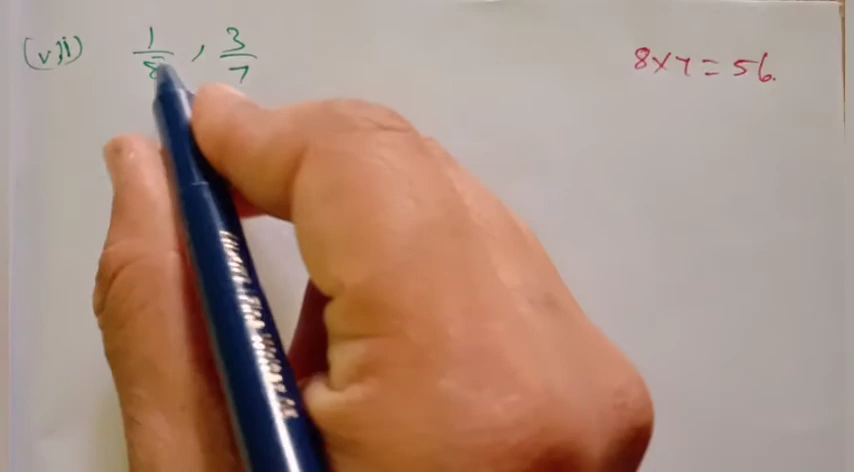 (vii) 1/8 , 3/7
8×7=56.